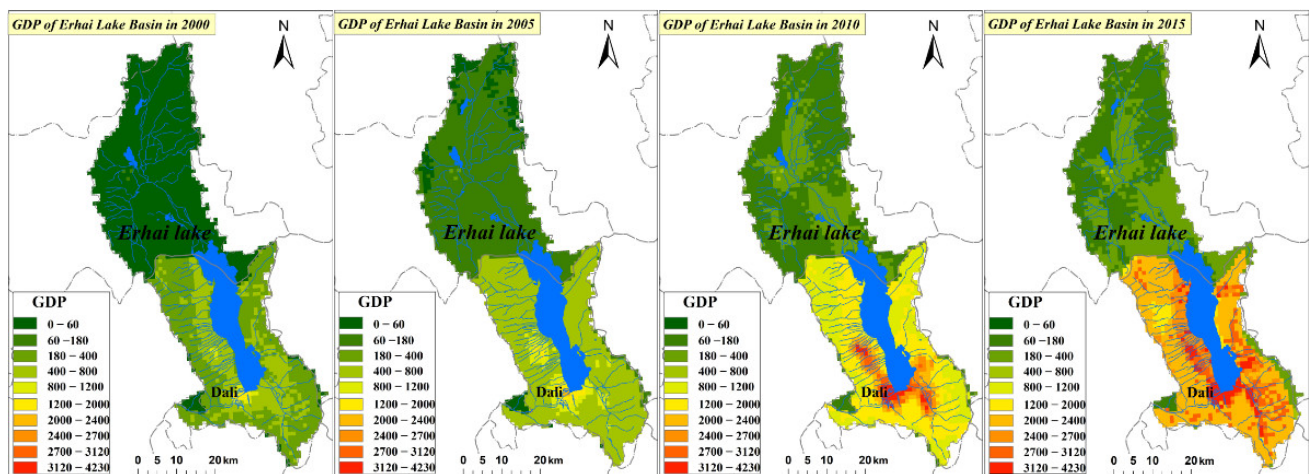 GDP of Erhai Lake Basin in 2000
N
Erhai lake
GDP
0 – 60
60 –180
180 – 400
400 – 800
800 – 1200
1200 – 2000
2000 – 2400
2400 – 2700
2700 – 3120
3120 – 4230
Dali
0 5 10 20 km
GDP of Erhai Lake Basin in 2005
N
Erhai lake
GDP
0 – 60
60 –180
180 – 400
400 – 800
800 – 1200
1200 – 2000
2000 – 2400
2400 – 2700
2700 – 3120
3120 – 4230
Dali
0 5 10 20 km
GDP of Erhai Lake Basin in 2010
N
Erhai lake
GDP
0 – 60
60 –180
180 – 400
400 – 800
800 – 1200
1200 – 2000
2000 – 2400
2400 – 2700
2700 – 3120
3120 – 4230
Dali
0 5 10 20 km
GDP of Erhai Lake Basin in 2015
N
Erhai lake
GDP
0 – 60
60 –180
180 – 400
400 – 800
800 – 1200
1200 – 2000
2000 – 2400
2400 – 2700
2700 – 3120
3120 – 4230
Dali
0 5 10 20 km